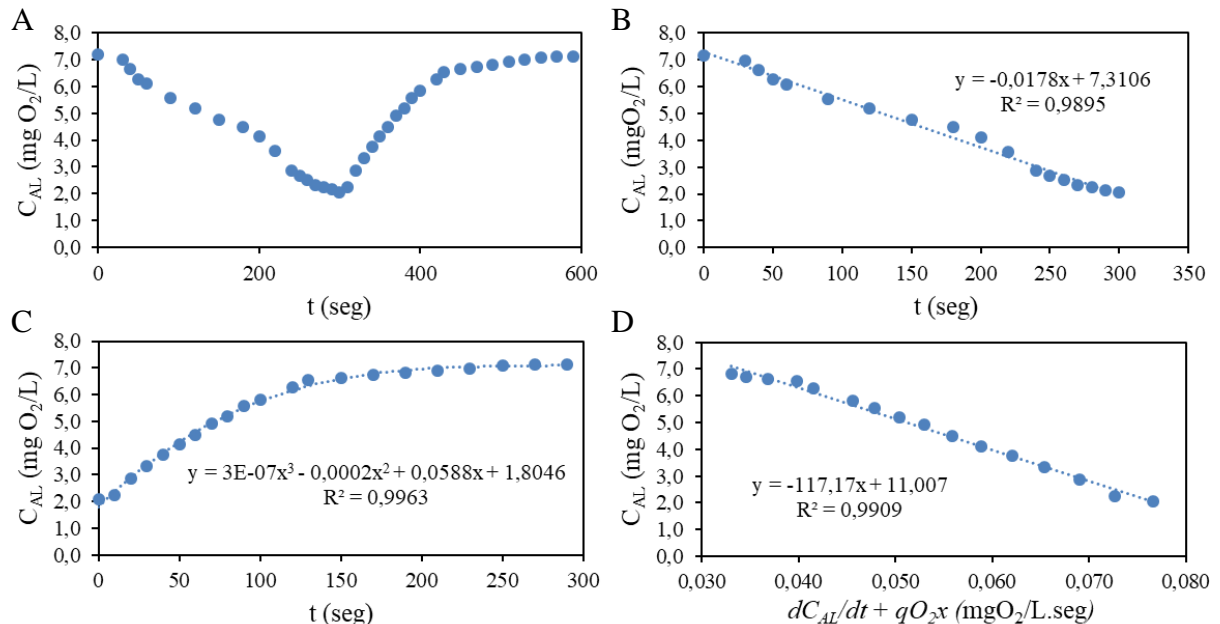 A
C_AL (mg O₂/L)
8,0
7,0
6,0
5,0
4,0
3,0
2,0
1,0
0,0
0 200 400 600
t (seg)
B
C_AL (mgO₂/L)
8,0
7,0
6,0
5,0
4,0
3,0
2,0
1,0
0,0
y = -0,0178x + 7,3106
R² = 0,9895
0 50 100 150 200 250 300 350
t (seg)
C
C_AL (mg O₂/L)
8,0
7,0
6,0
5,0
4,0
3,0
2,0
1,0
0,0
y = 3E-07x³ - 0,0002x² + 0,0588x + 1,8046
R² = 0,9963
0 50 100 150 200 250 300
t (seg)
D
C_AL (mg O₂/L)
8,0
7,0
6,0
5,0
4,0
3,0
2,0
1,0
0,0
y = -117,17x + 11,007
R² = 0,9909
0,030 0,040 0,050 0,060 0,070 0,080
dC_AL/dt + qO₂x (mgO₂/L.seg)